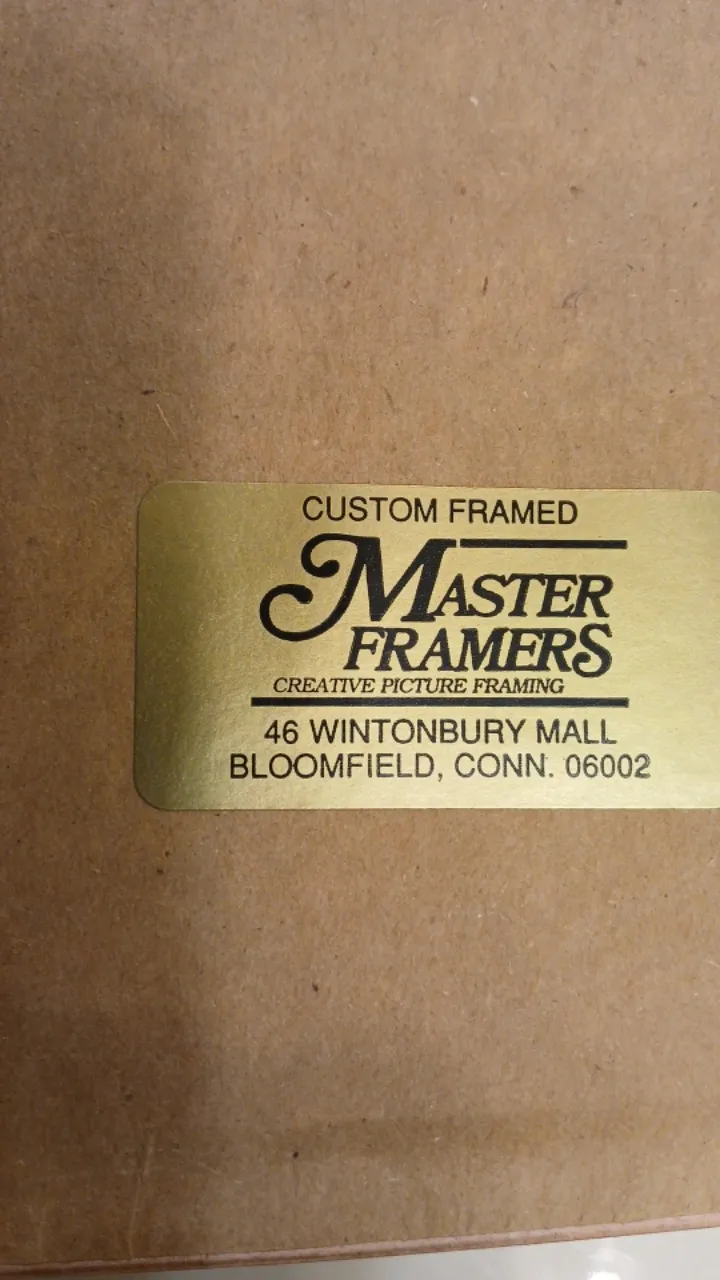 CUSTOM FRAMED
MASTER
FRAMERS
CREATIVE PICTURE FRAMING
46 WINTONBURY MALL
BLOOMFIELD, CONN. 06002